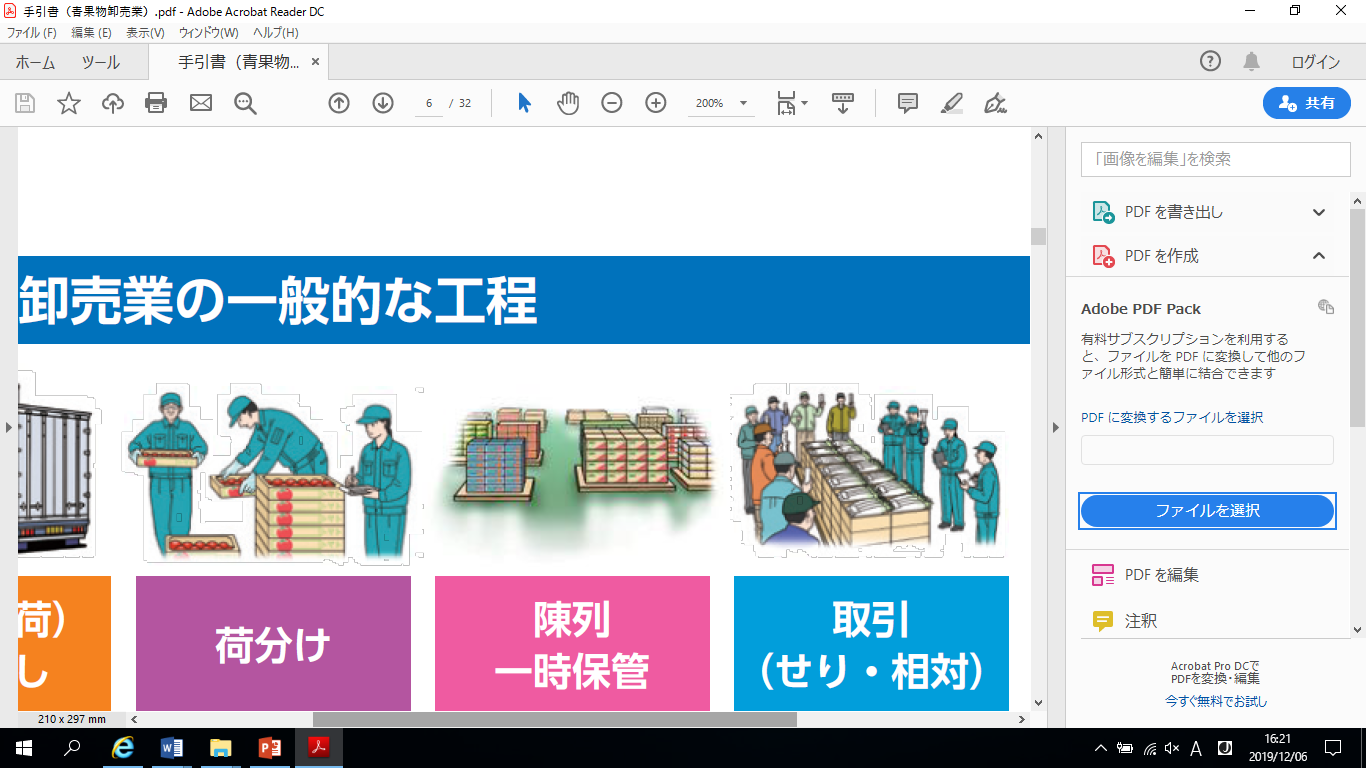 手引書（青果物卸売業）.pdf - Adobe Acrobat Reader DC
ファイル(F) 編集(E) 表示(V) ウィンドウ(W) ヘルプ(H)
ホーム ツール 手引書（青果物... × ログイン
6 / 32 200% 共有
「画像を編集」を検索
PDF を書き出し
PDF を作成
Adobe PDF Pack
有料サブスクリプションを利用する
と、ファイルを PDF に変換して他のフ
ァイル形式と簡単に結合できます
PDF に変換するファイルを選択
ファイルを選択
PDF を編集
注釈
Acrobat Pro DCで
PDFを変換・編集
今すぐ無料でお試し
卸売業の一般的な工程
荷）
し
荷分け
陳列
一時保管
取引
（せり・相対）
210 x 297 mm
A J 16:21
2019/12/06